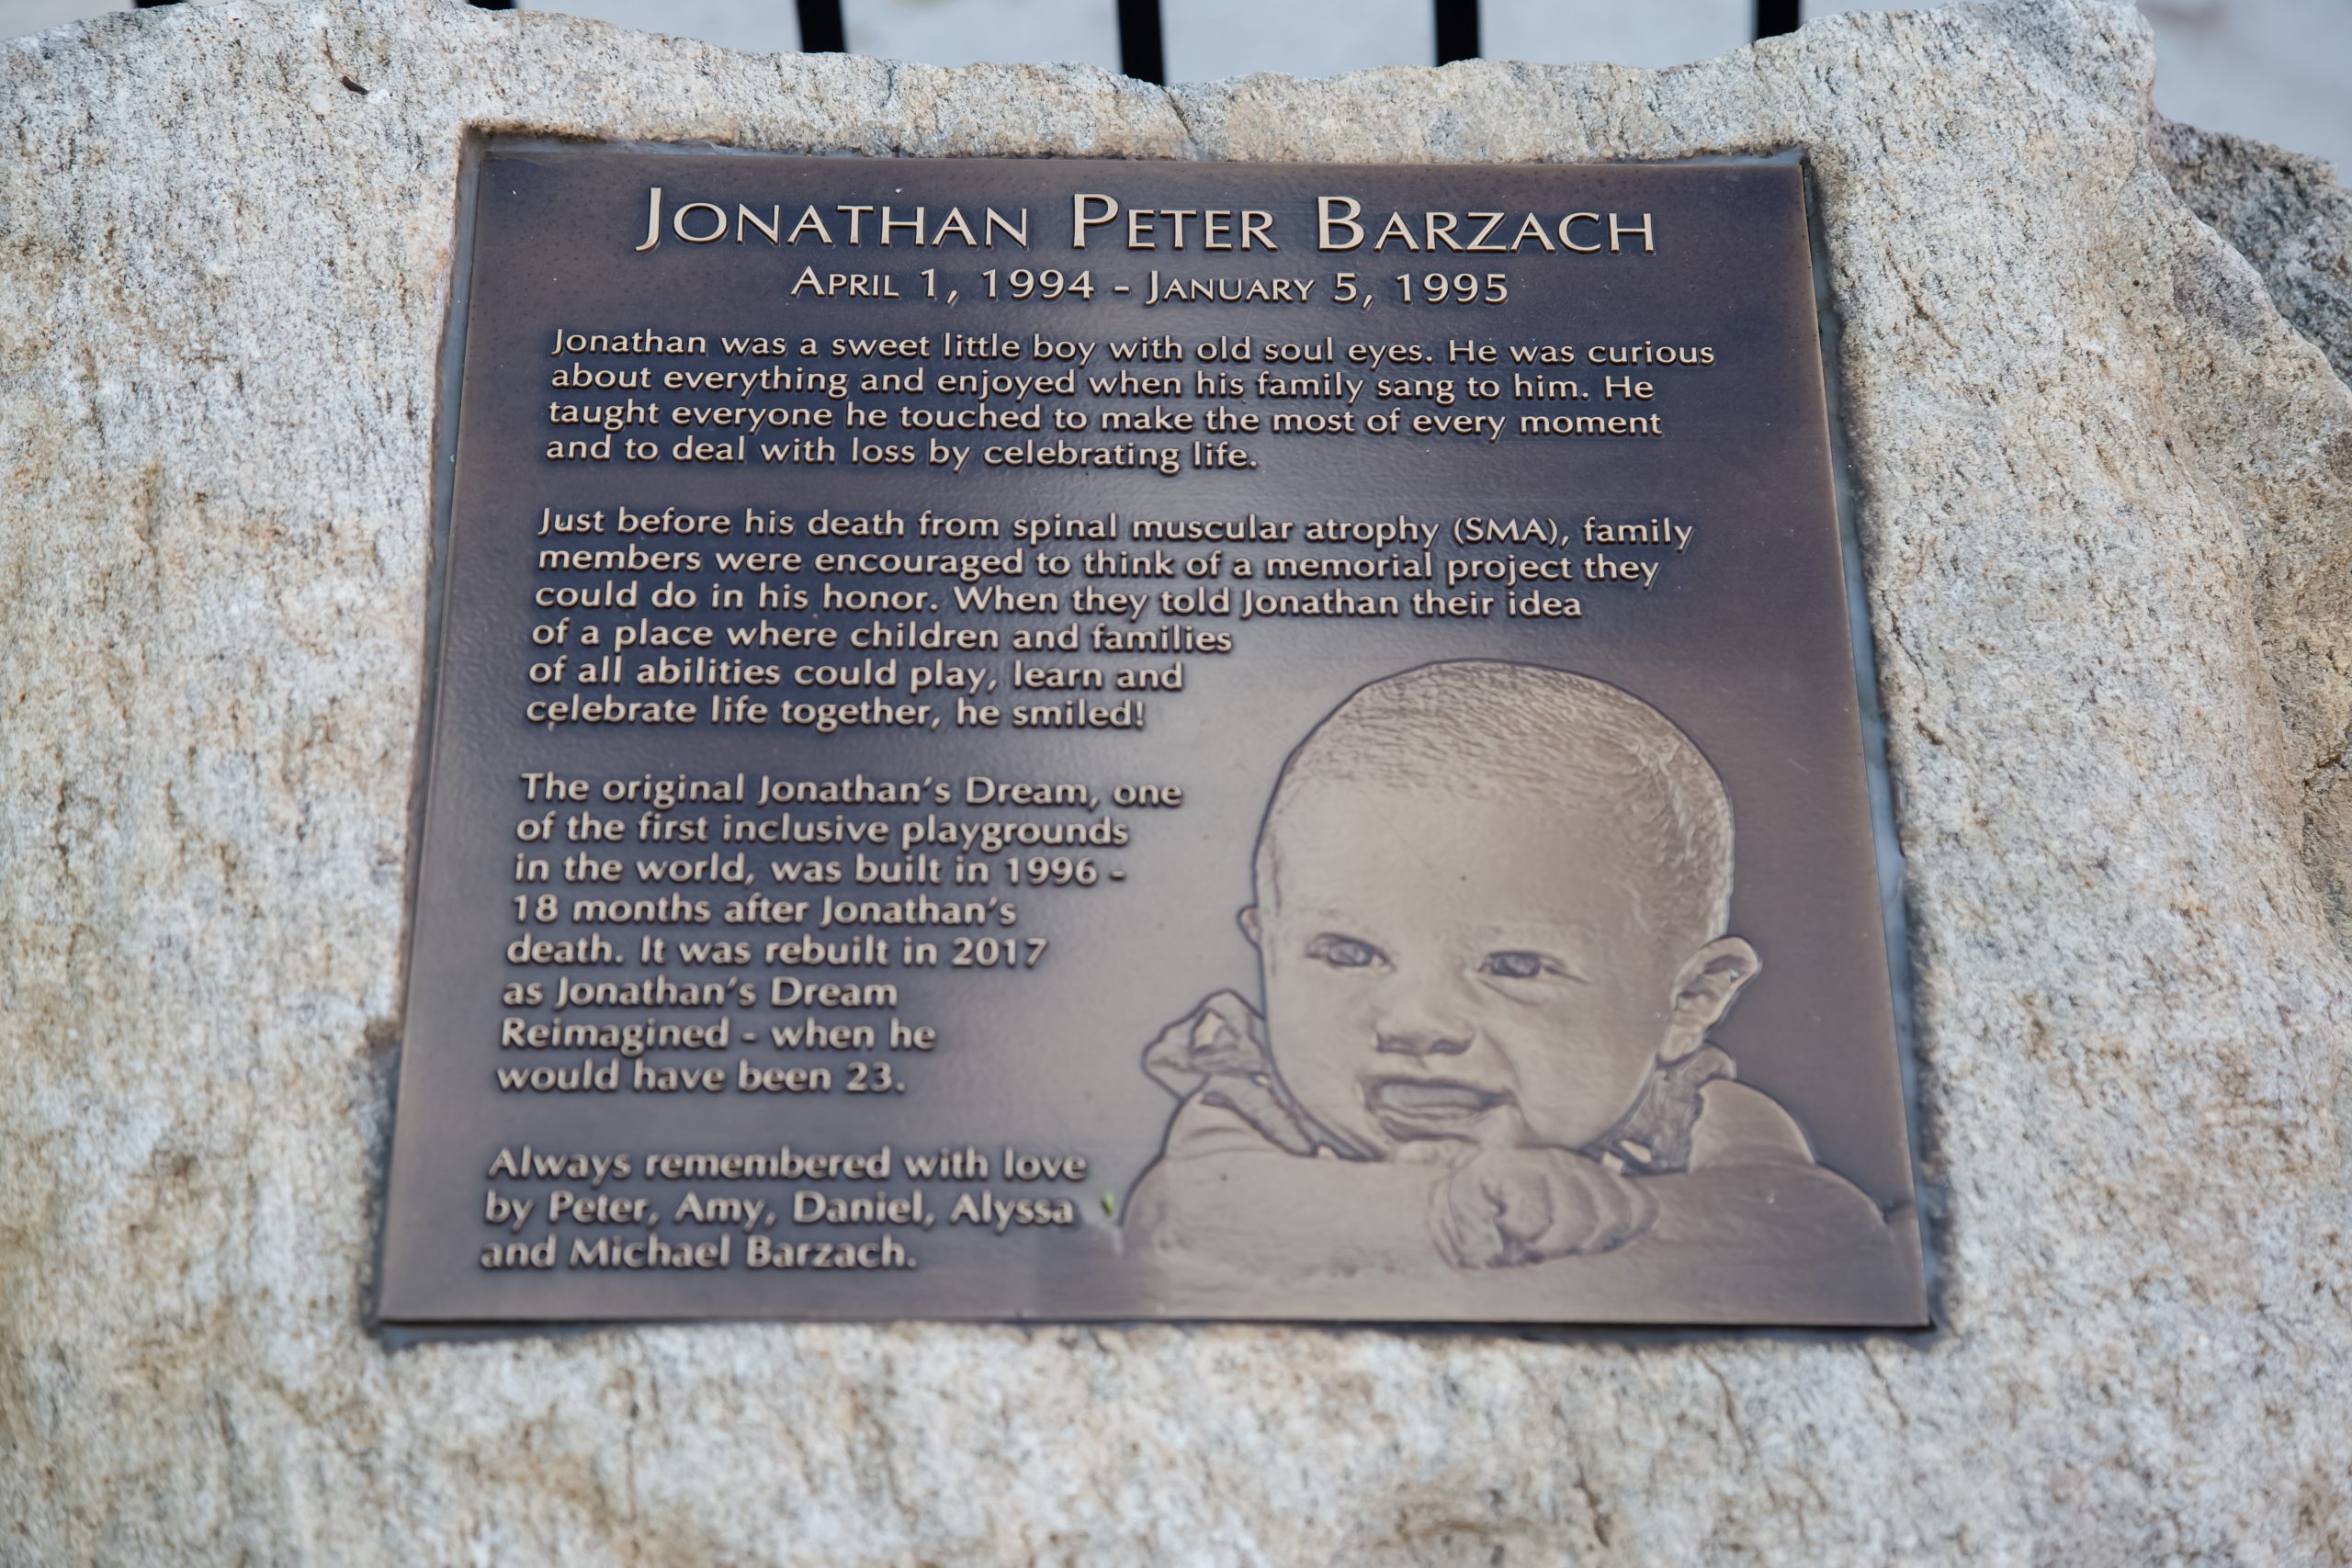 JONATHAN PETER BARZACH
APRIL 1, 1994 - JANUARY 5, 1995
Jonathan was a sweet little boy with old soul eyes. He was curious
about everything and enjoyed when his family sang to him. He
taught everyone he touched to make the most of every moment
and to deal with loss by celebrating life.
Just before his death from spinal muscular atrophy (SMA), family
members were encouraged to think of a memorial project they
could do in his honor. When they told Jonathan their idea
of a place where children and families
of all abilities could play, learn and
celebrate life together, he smiled!
The original Jonathan's Dream, one
of the first inclusive playgrounds
in the world, was built in 1996 -
18 months after Jonathan's
death. It was rebuilt in 2017
as Jonathan's Dream
Reimagined - when he
would have been 23.
Always remembered with love
by Peter, Amy, Daniel, Alyssa
and Michael Barzach.